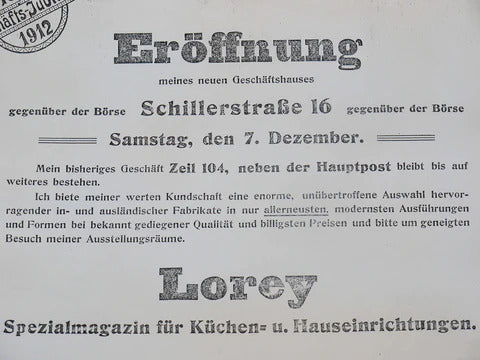 1912
Eröffnung
meines neuen Geschäftshauses
gegenüber der Börse Schillerstraße 16 gegenüber der Börse
Samstag, den 7. Dezember.
Mein bisheriges Geschäft Zeil 104, neben der Hauptpost bleibt bis auf
weiteres bestehen.
Ich biete meiner werten Kundschaft eine enorme, unübertroffene Auswahl hervor-
ragender in- und ausländischer Fabrikate in nur allerneusten, modernsten Ausführungen
und Formen bei bekannt gediegener Qualität und billigsten Preisen und bitte um geneigten
Besuch meiner Ausstellungsräume.
Lorey
Spezialmagazin für Küchen- u. Hauseinrichtungen.